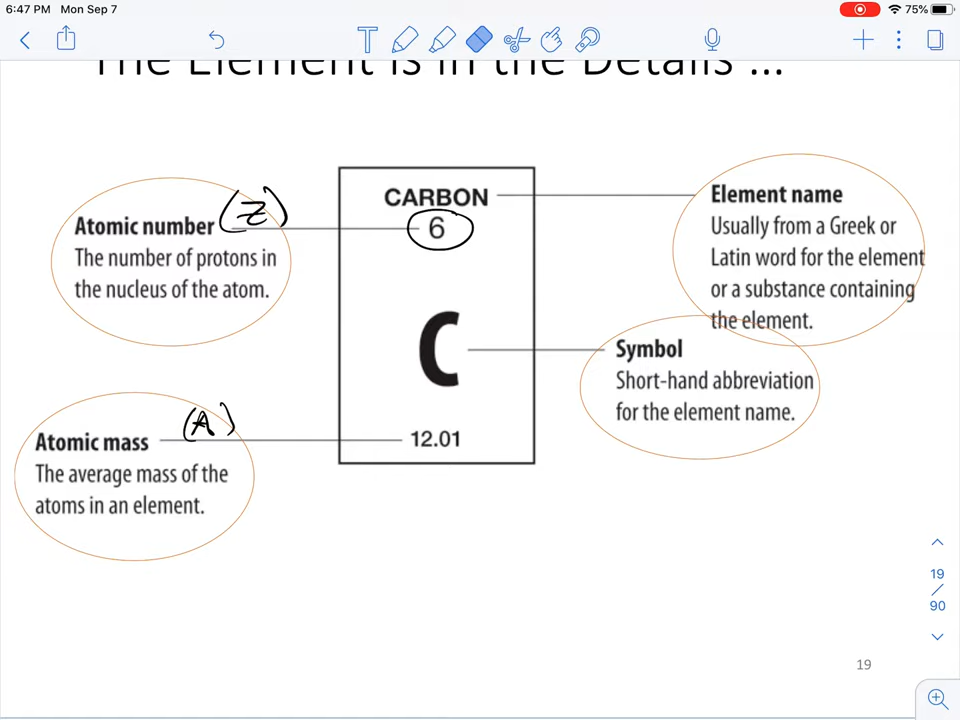 6:47 PM Mon Sep 7
75%
The Element is in the Details ...
CARBON
6
C
12.01
Atomic number (Z)
The number of protons in
the nucleus of the atom.
Element name
Usually from a Greek or
Latin word for the element
or a substance containing
the element.
Symbol
Short-hand abbreviation
for the element name.
Atomic mass (A)
The average mass of the
atoms in an element.
19
/
90
19